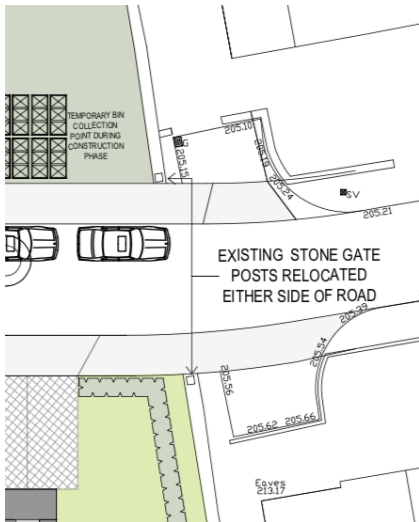 TEMPORARY BIN
COLLECTION
POINT DURING
CONSTRUCTION
PHASE
205.10
205.15
205.19
205.24
SV
205.21
EXISTING STONE GATE
POSTS RELOCATED
EITHER SIDE OF ROAD
205.39
205.54
205.56
205.62
205.66
Eaves
213.17